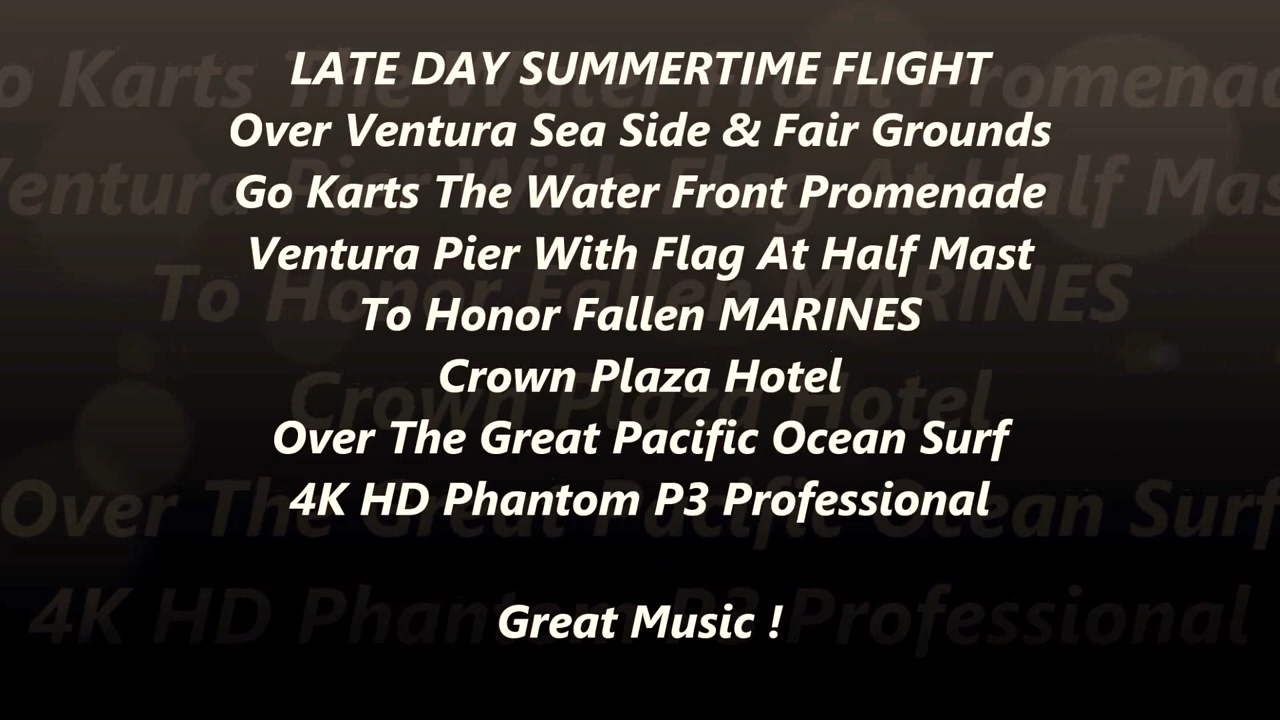 LATE DAY SUMMERTIME FLIGHT
Over Ventura Sea Side & Fair Grounds
Go Karts The Water Front Promenade
Ventura Pier With Flag At Half Mast
To Honor Fallen MARINES
Crown Plaza Hotel
Over The Great Pacific Ocean Surf
4K HD Phantom P3 Professional
Great Music !